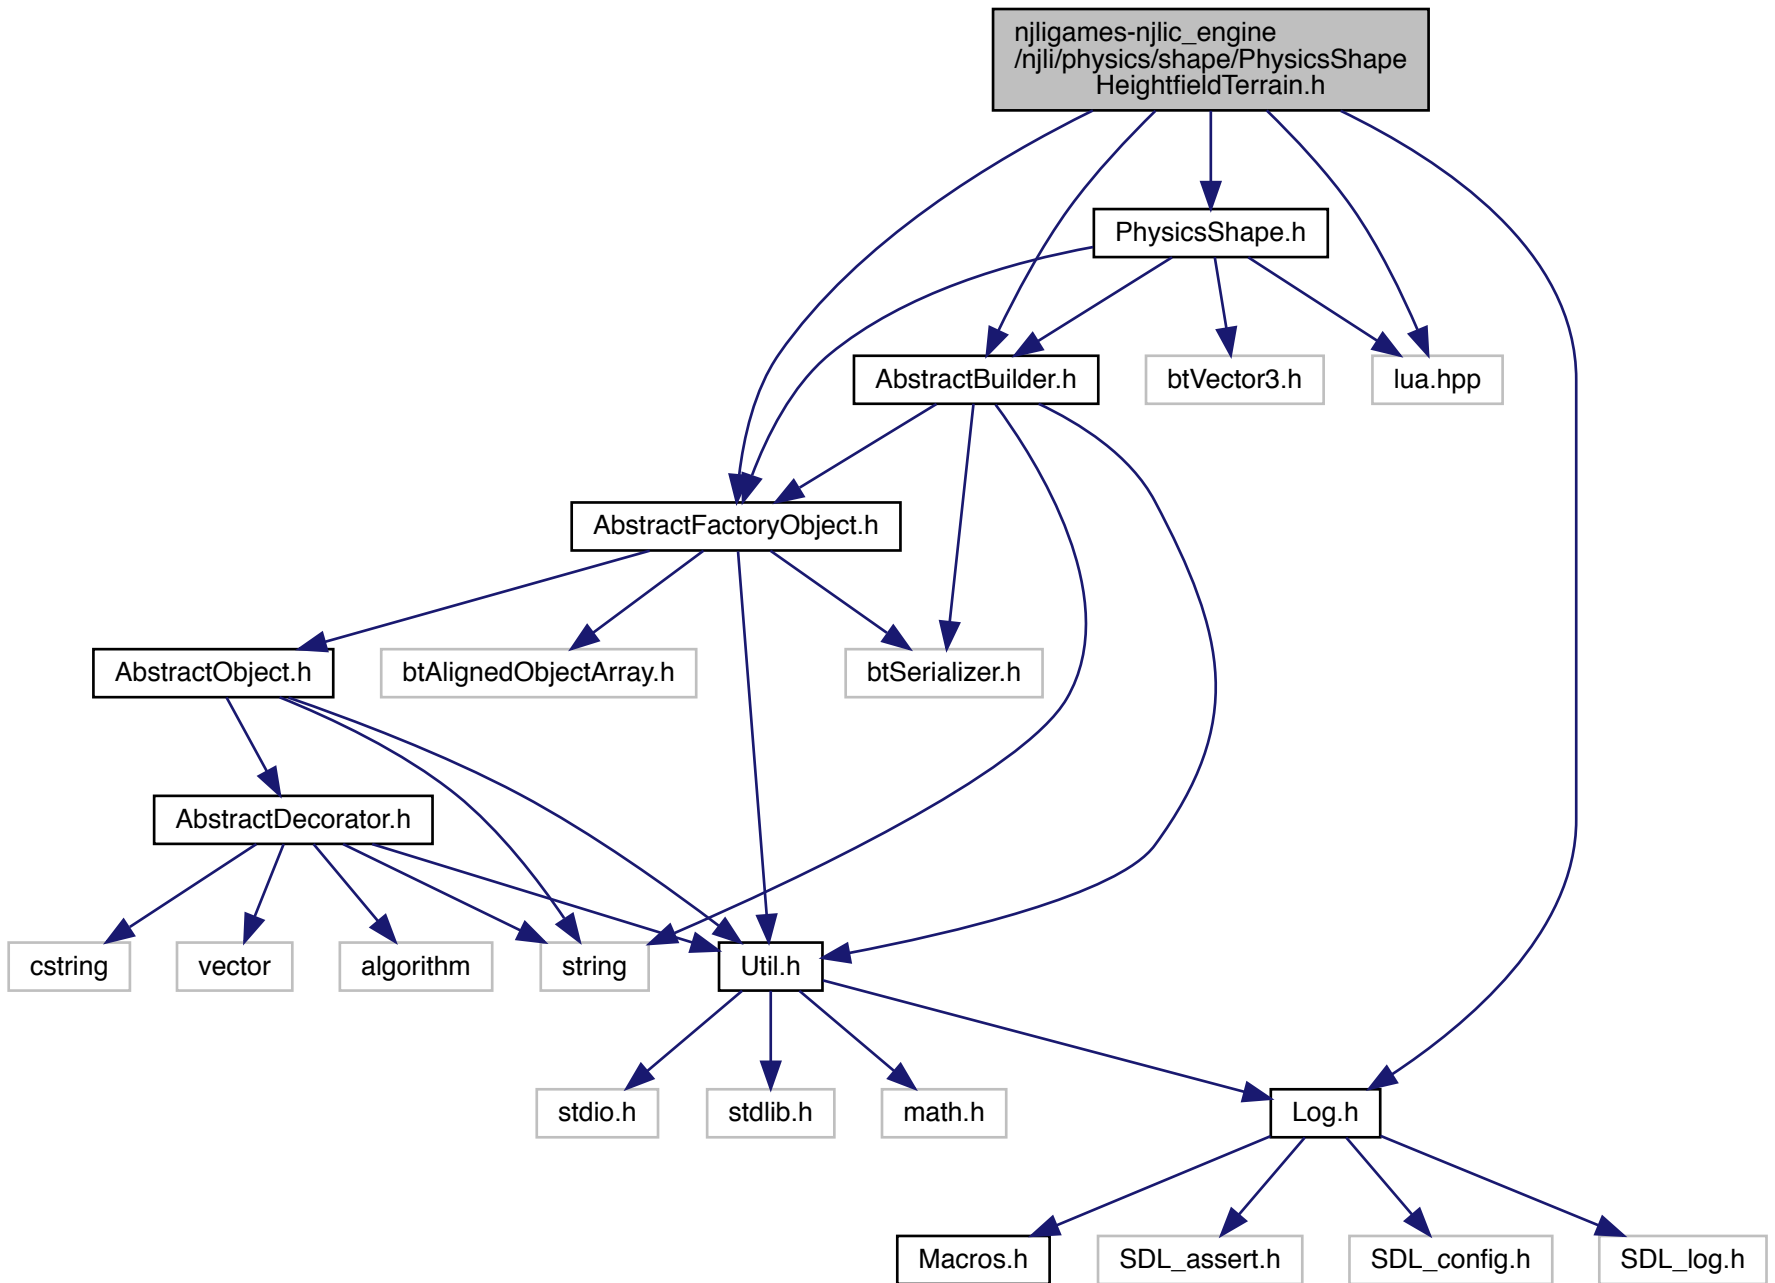 njligames-njlic_engine
/njli/physics/shape/PhysicsShape
HeightfieldTerrain.h
PhysicsShape.h
AbstractBuilder.h
btVector3.h
lua.hpp
AbstractFactoryObject.h
AbstractObject.h
btAlignedObjectArray.h
btSerializer.h
AbstractDecorator.h
cstring
vector
algorithm
string
Util.h
stdio.h
stdlib.h
math.h
Log.h
Macros.h
SDL_assert.h
SDL_config.h
SDL_log.h